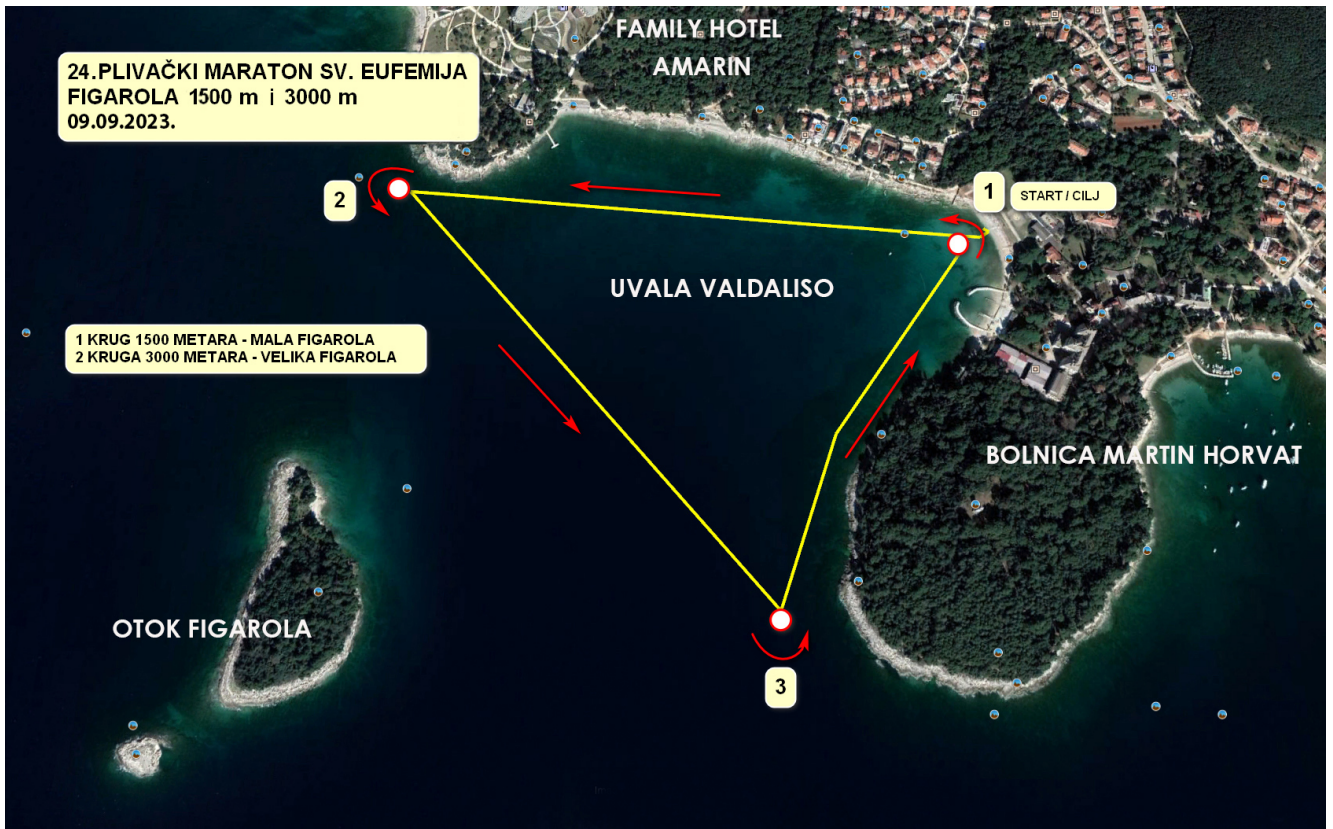 FAMILY HOTEL
AMARIN
24.PLIVAČKI MARATON SV. EUFEMIJA
FIGAROLA 1500 m i 3000 m
09.09.2023.
2
1
START / CILJ
UVALA VALDALISO
1 KRUG 1500 METARA - MALA FIGAROLA
2 KRUGA 3000 METARA - VELIKA FIGAROLA
BOLNICA MARTIN HORVAT
OTOK FIGAROLA
3